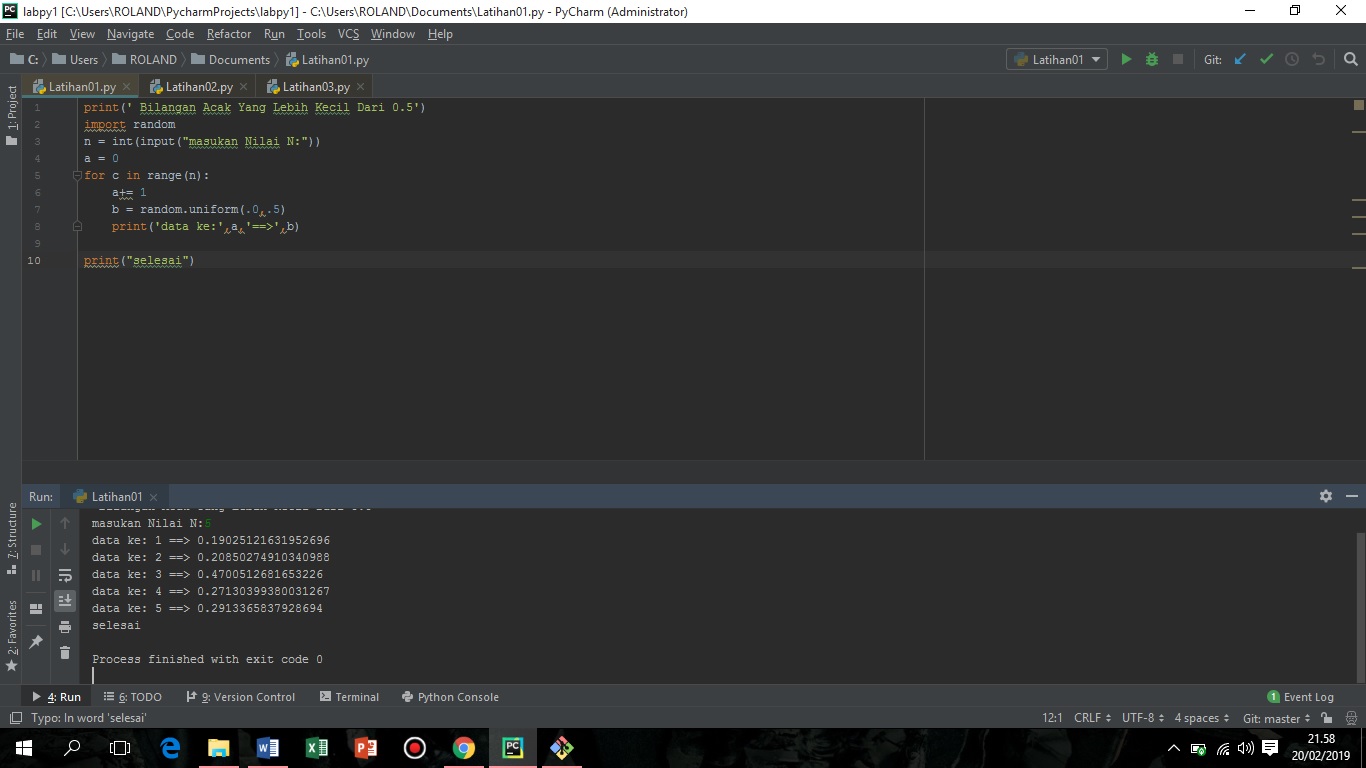 labpy1 [C:\Users\ROLAND\PycharmProjects\labpy1] - C:\Users\ROLAND\Documents\Latihan01.py - PyCharm (Administrator)
File Edit View Navigate Code Refactor Run Tools VCS Window Help
C: Users ROLAND Documents Latihan01.py
Latihan01 Git:
Latihan01.py Latihan02.py Latihan03.py
1: Project
1 print(' Bilangan Acak Yang Lebih Kecil Dari 0.5')
2 import random
3 n = int(input("masukan Nilai N:"))
4 a = 0
5 for c in range(n):
6     a+= 1
7     b = random.uniform(.0,.5)
8     print('data ke:',a,'==>',b)
9
10 print("selesai")
Run: Latihan01
7: Structure
2: Favorites
masukan Nilai N:5
data ke: 1 ==> 0.19025121631952696
data ke: 2 ==> 0.20850274910340988
data ke: 3 ==> 0.4700512681653226
data ke: 4 ==> 0.27130399380031267
data ke: 5 ==> 0.2913365837928694
selesai
Process finished with exit code 0
4: Run 6: TODO 9: Version Control Terminal Python Console 1 Event Log
Typo: In word 'selesai' 12:1 CRLF UTF-8 4 spaces Git: master
21.58
20/02/2019